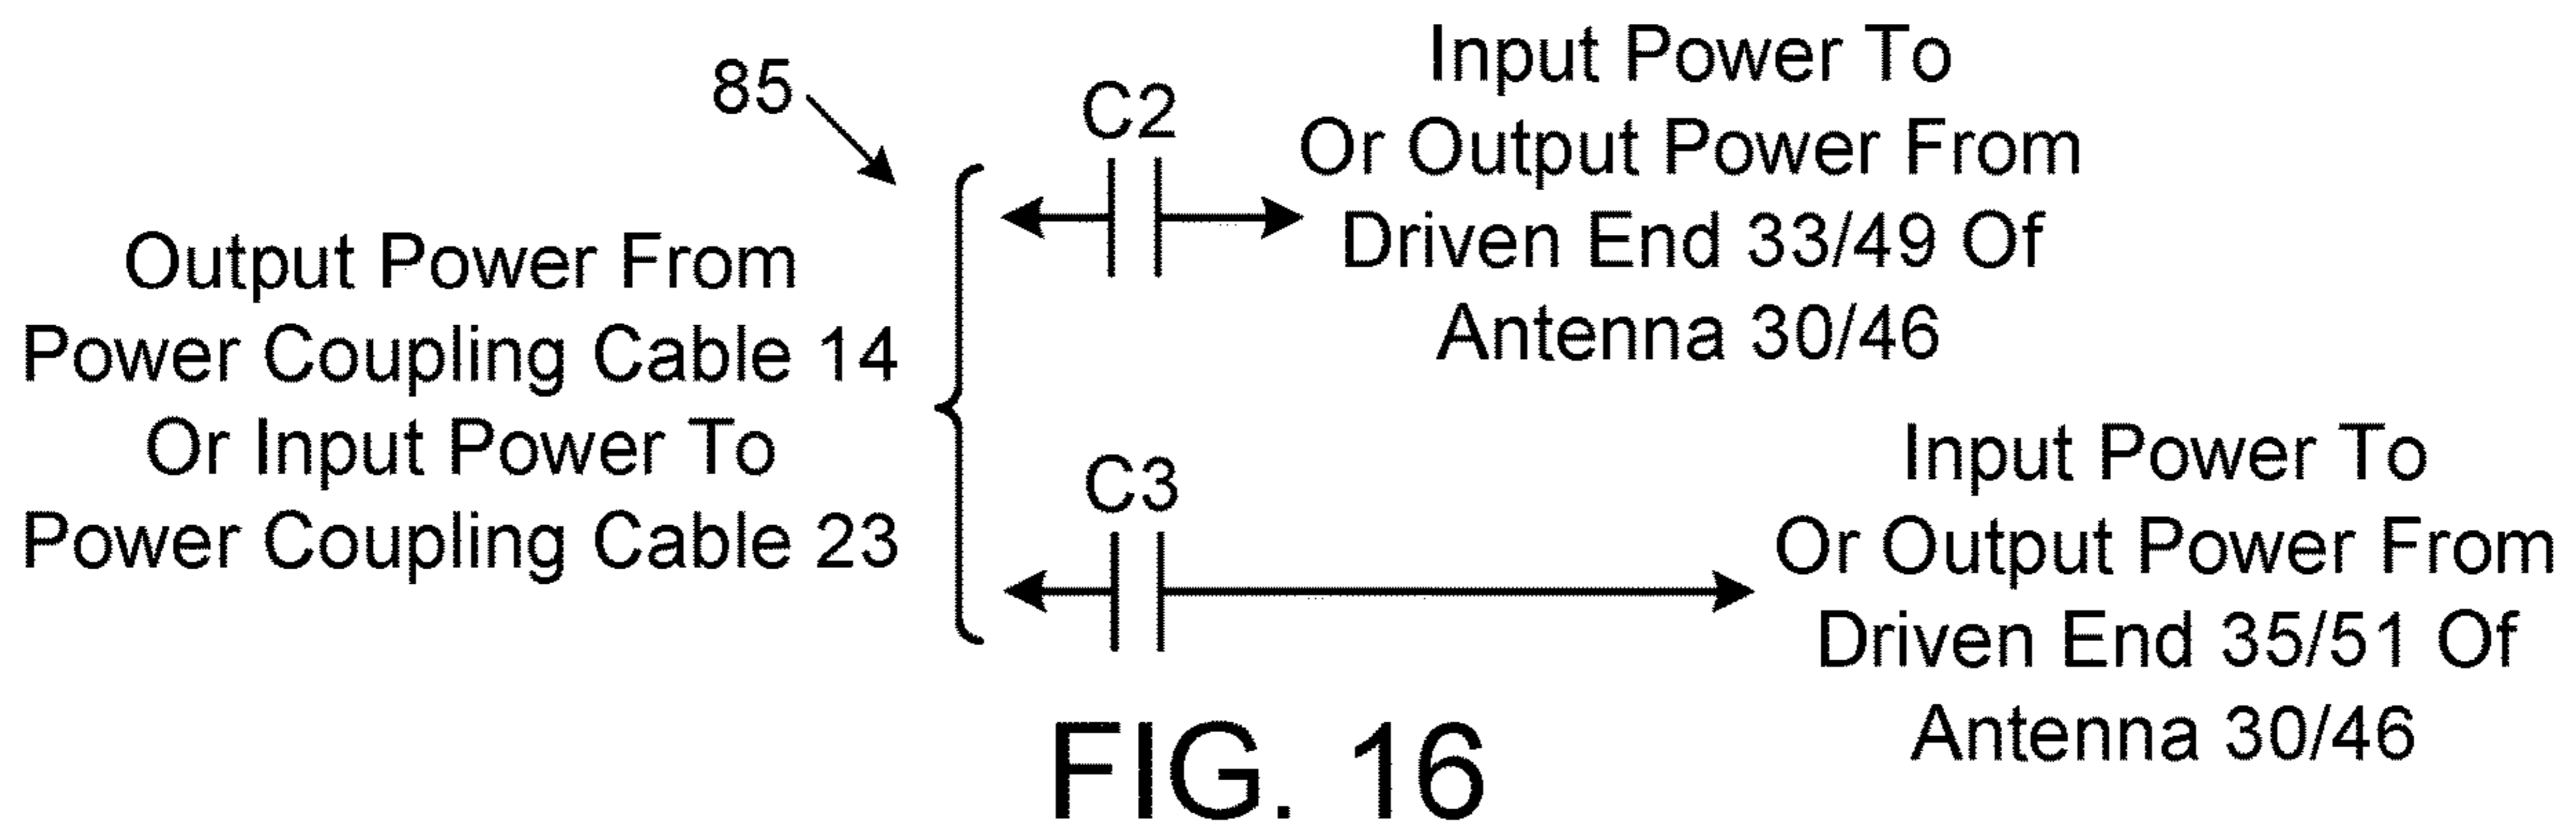 85
C2
Input Power To
Or Output Power From
Driven End 33/49 Of
Antenna 30/46
Output Power From
Power Coupling Cable 14
Or Input Power To
Power Coupling Cable 23
C3
Input Power To
Or Output Power From
Driven End 35/51 Of
Antenna 30/46
FIG. 16